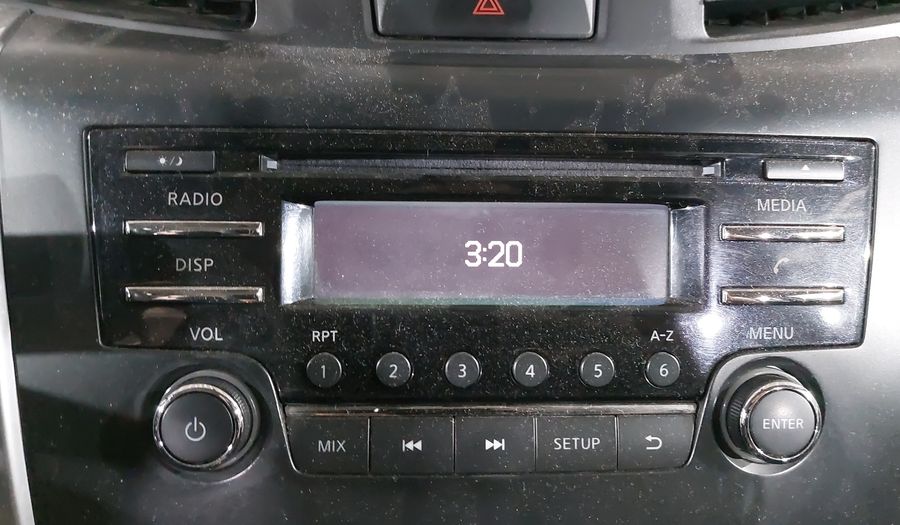 RADIO
MEDIA
3:20
DISP
VOL
RPT
A-Z
MENU
1 2 3 4 5 6
MIX
SETUP
ENTER